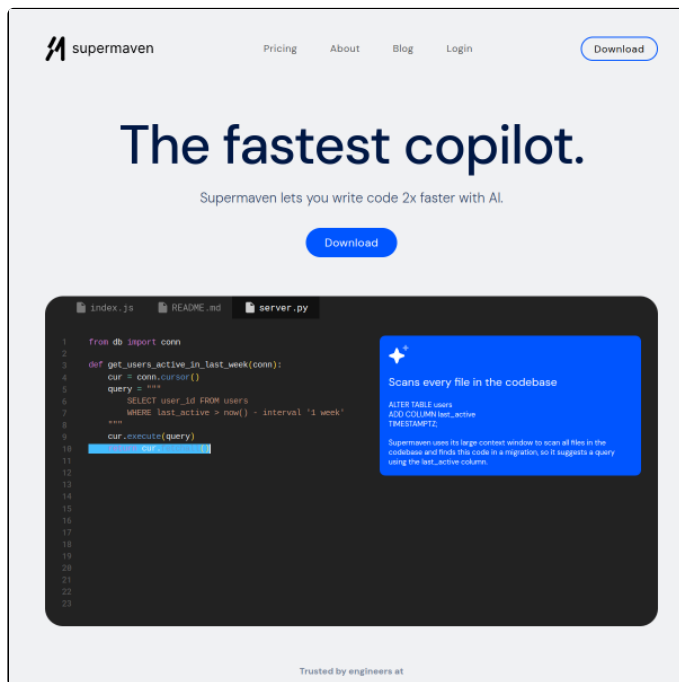 supermaven
Pricing About Blog Login Download
The fastest copilot.
Supermaven lets you write code 2x faster with AI.
Download
index.js README.md server.py
1 from db import conn
2
3 def get_users_active_in_last_week(conn):
4 cur = conn.cursor()
5 query = """
6 SELECT user_id FROM users
7 WHERE last_active > now() - interval '1 week'
8 """
9 cur.execute(query)
10 cur. ()
11
12
13
14
15
16
17
18
19
20
21
22
23
Scans every file in the codebase
ALTER TABLE users
ADD COLUMN last_active
TIMESTAMPTZ;
Supermaven uses its large context window to scan all files in the
codebase and finds this code in a migration, so it suggests a query
using the last_active column.
Trusted by engineers at